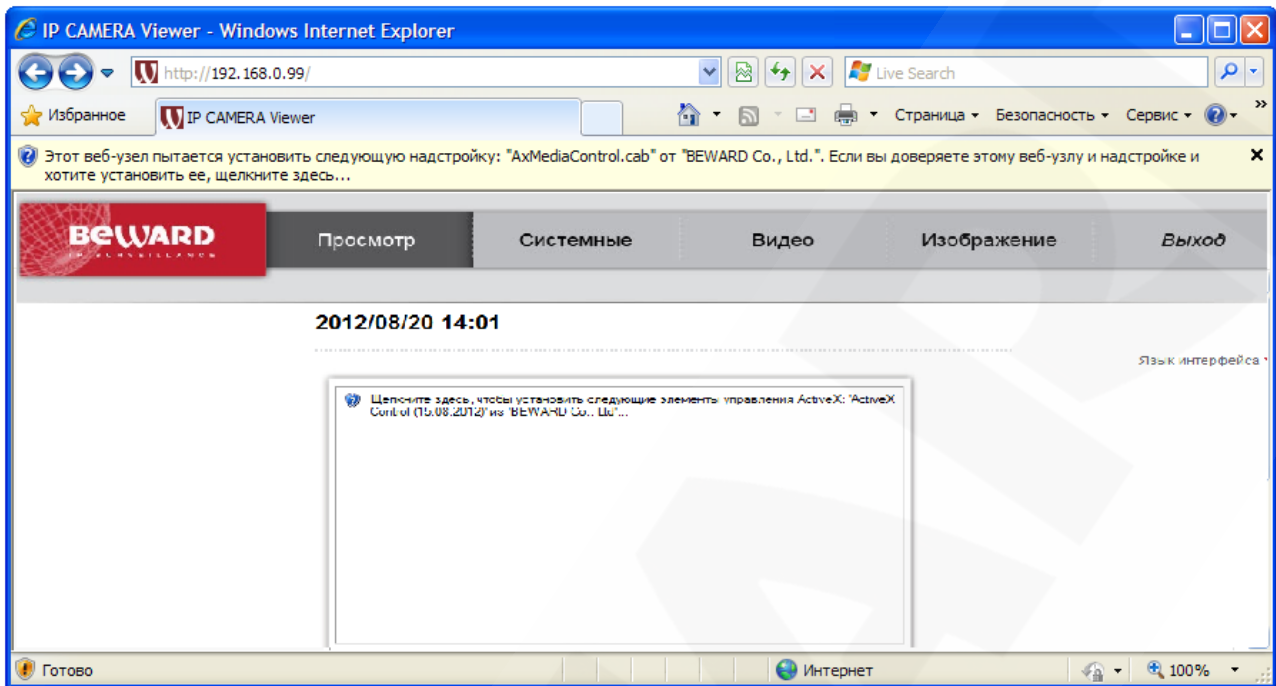 IP CAMERA Viewer - Windows Internet Explorer
http://192.168.0.99/
Live Search
Избранное
IP CAMERA Viewer
Страница
Безопасность
Сервис
Этот веб-узел пытается установить следующую надстройку: "AxMediaControl.cab" от "BEWARD Co., Ltd.". Если вы доверяете этому веб-узлу и надстройке и
хотите установить ее, щелкните здесь...
BEWARD
IP SURVEILLANCE
Просмотр
Системные
Видео
Изображение
Выход
2012/08/20 14:01
Язык интерфейса
Щелкните здесь, чтобы установить следующие элементы управления ActiveX: "ActiveX
Control (15.08.2012)" из "BEWARD Co., Ltd"...
Готово
Интернет
100%